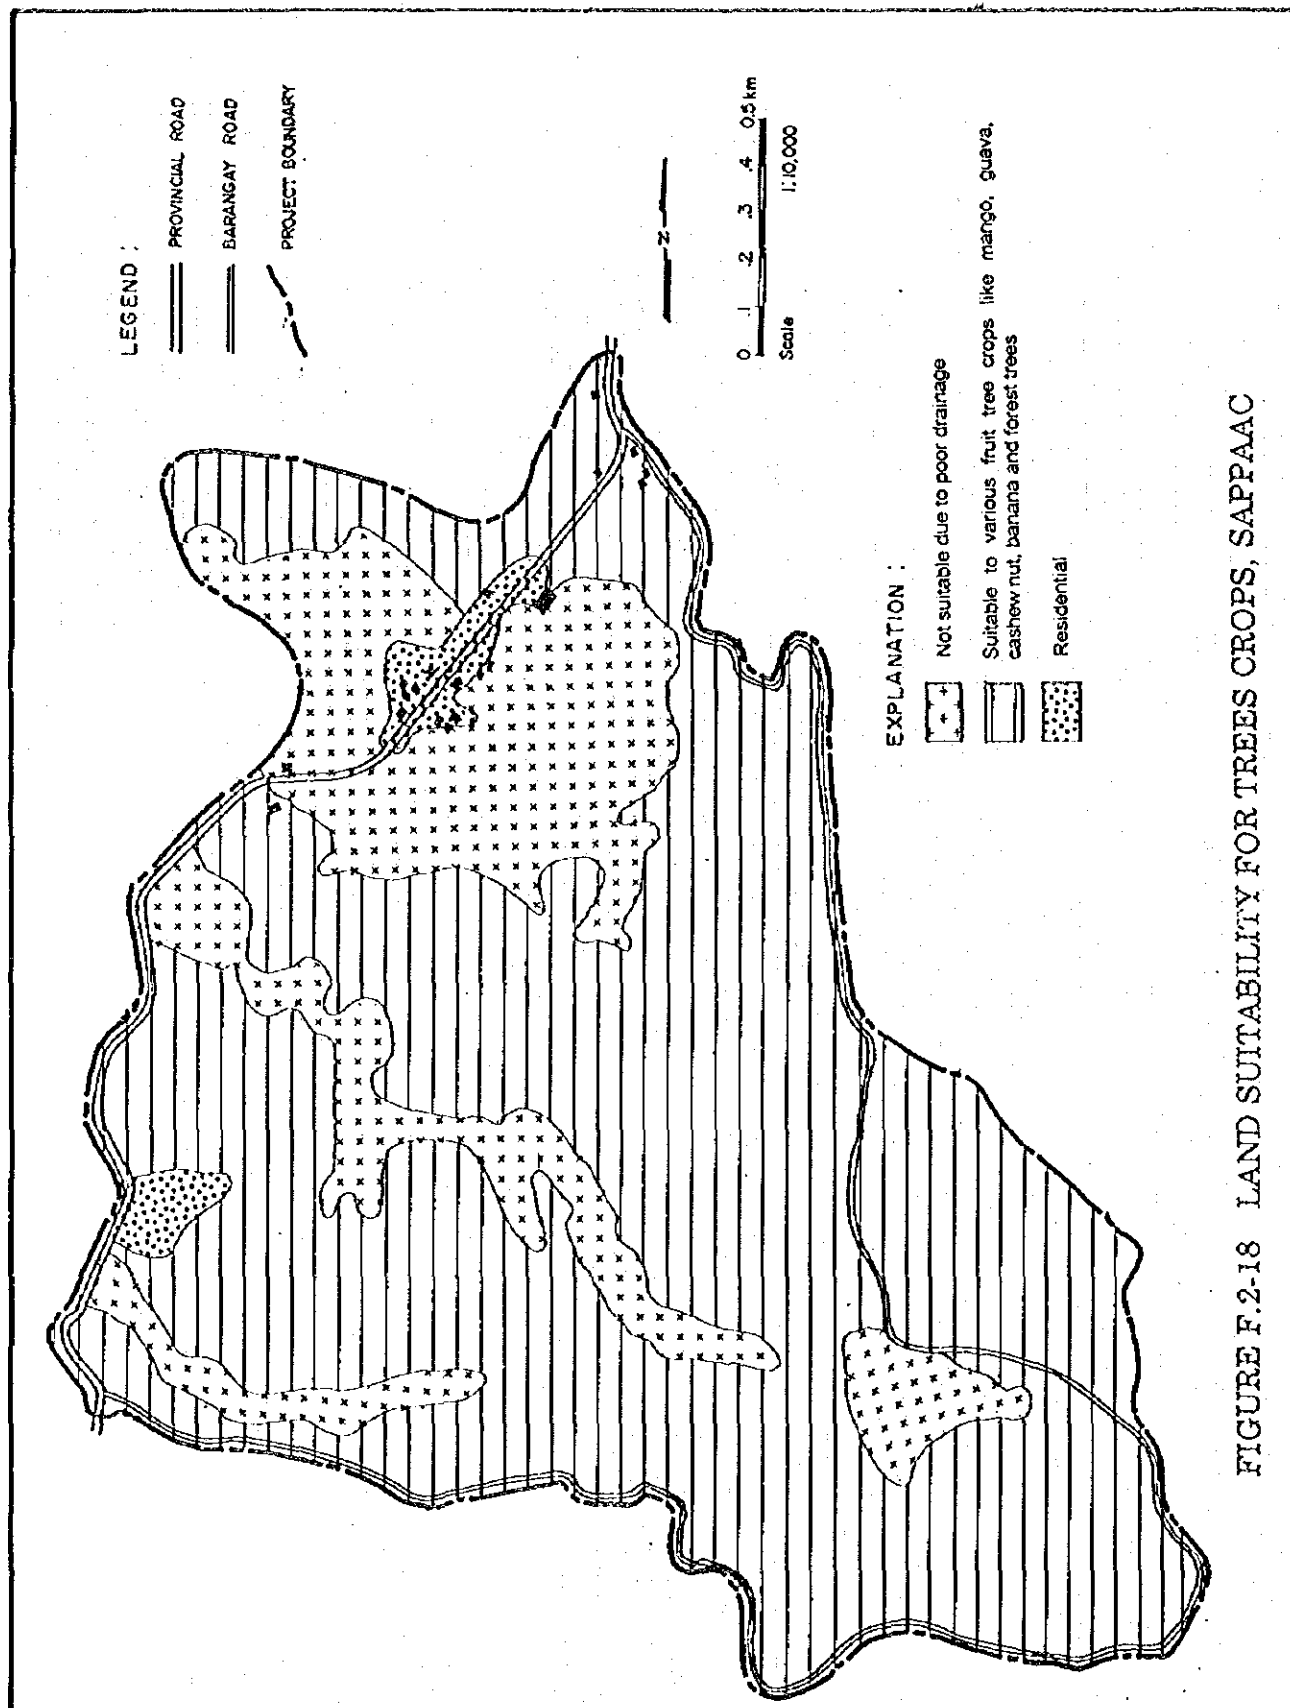 LEGEND :
PROVINCIAL ROAD
BARANGAY ROAD
PROJECT BOUNDARY
Z
0 .1 .2 .3 .4 0.5 km
Scale 1:10,000
EXPLANATION :
Not suitable due to poor drainage
Suitable to various fruit tree crops like mango, guava,
cashew nut, banana and forest trees
Residential
FIGURE F.2-18 LAND SUITABILITY FOR TREES CROPS, SAPPAAC